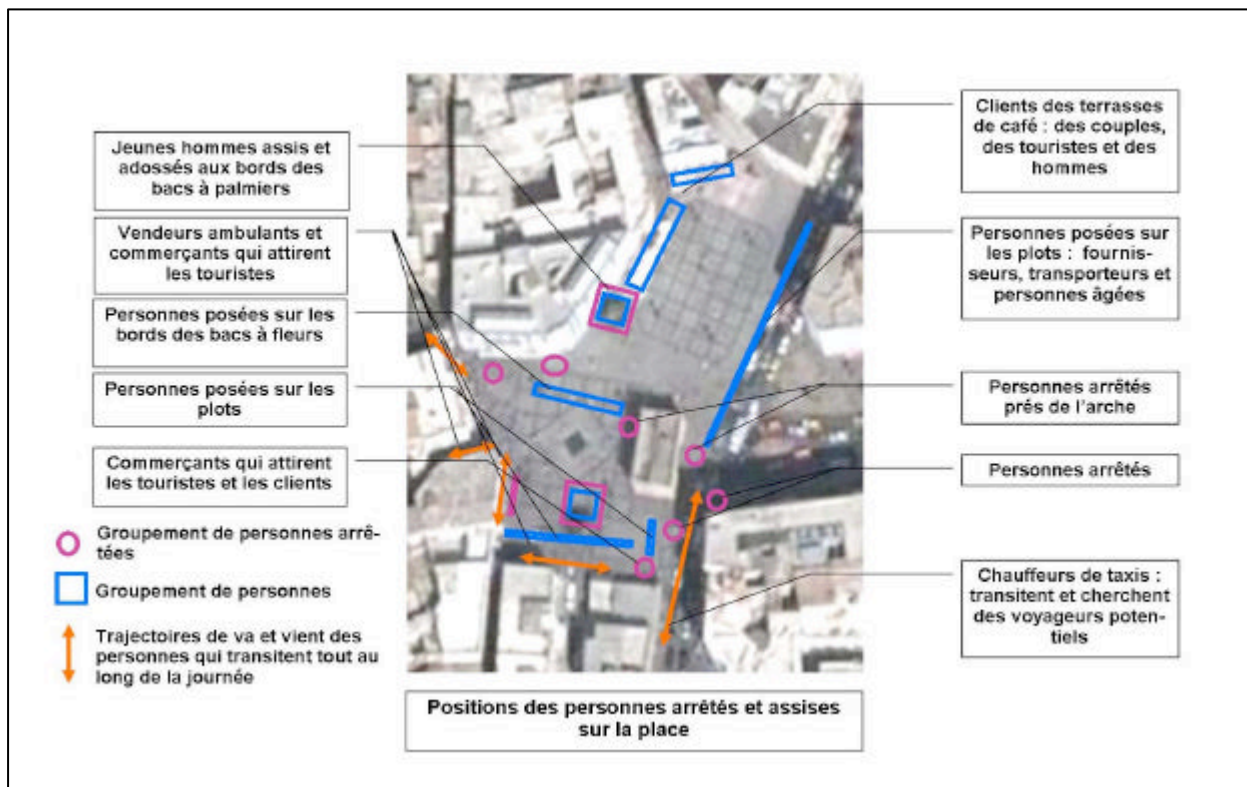 Jeunes hommes assis et
adossés aux bords des
bacs à palmiers
Vendeurs ambulants et
commerçants qui attirent
les touristes
Personnes posées sur les
bords des bacs à fleurs
Personnes posées sur les
plots
Commerçants qui attirent
les touristes et les clients
Groupement de personnes arrê-
tées
Groupement de personnes
Trajectoires de va et vient des
personnes qui transitent tout au
long de la journée
Clients des terrasses
de café : des couples,
des touristes et des
hommes
Personnes posées sur
les plots : fournis-
seurs, transporteurs et
personnes âgées
Personnes arrêtés
prés de l'arche
Personnes arrêtés
Chauffeurs de taxis :
transitent et cherchent
des voyageurs poten-
tiels
Positions des personnes arrêtés et assises
sur la place